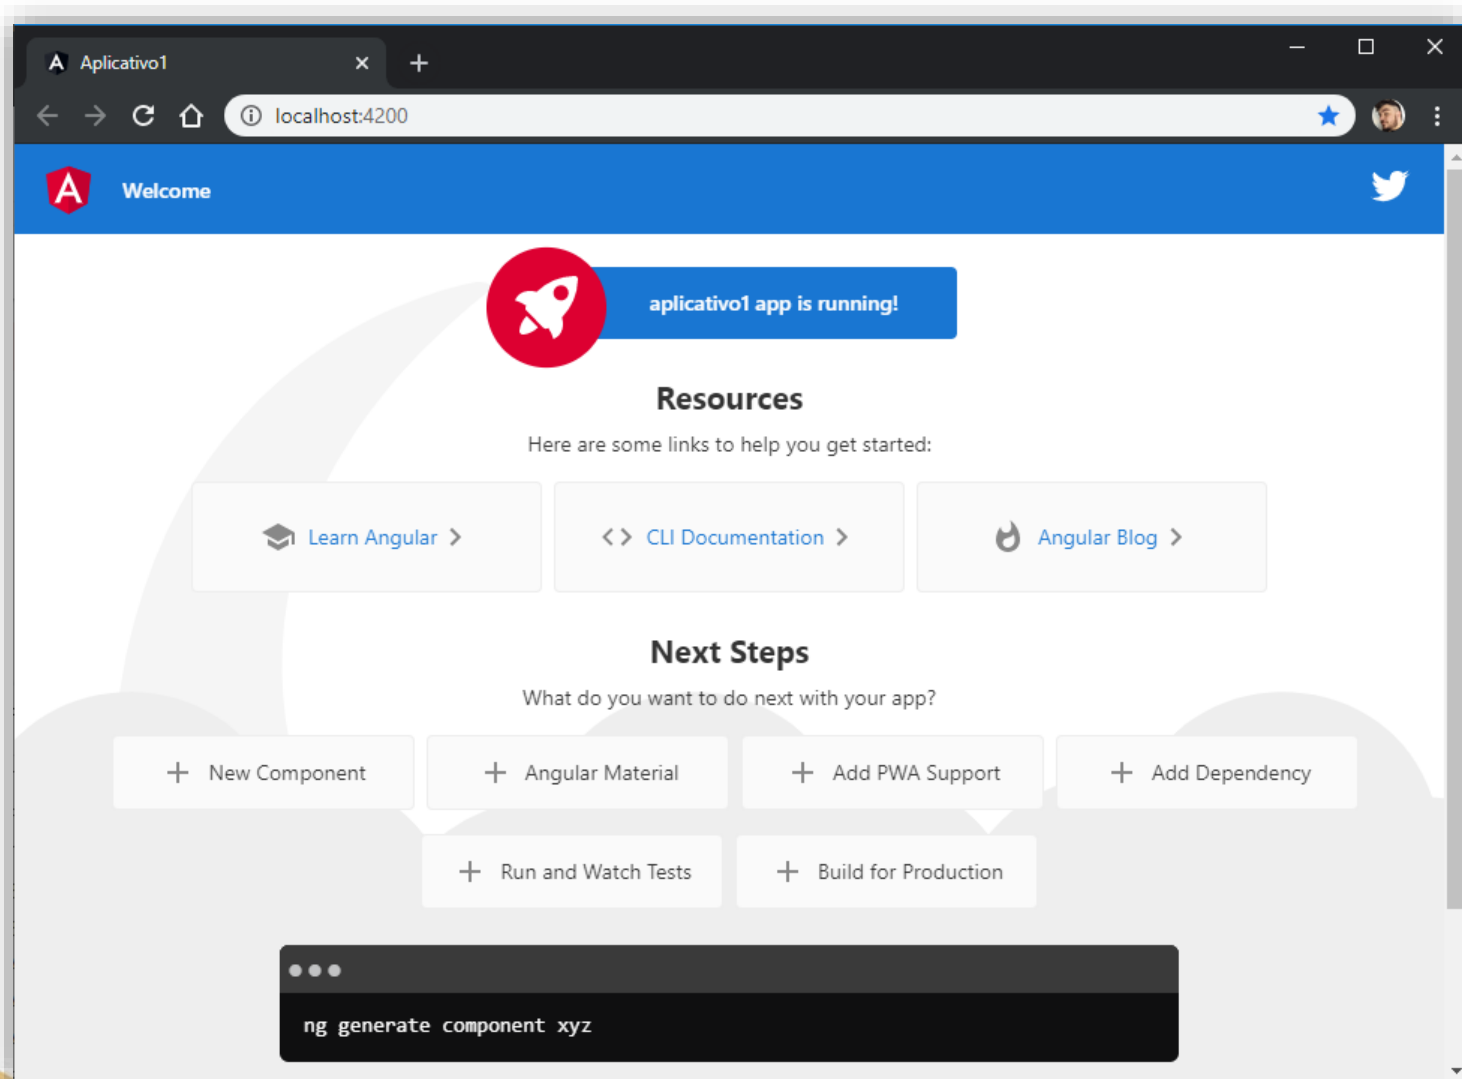 Aplicativo1
localhost:4200
Welcome
aplicativo1 app is running!
Resources
Here are some links to help you get started:
Learn Angular
CLI Documentation
Angular Blog
Next Steps
What do you want to do next with your app?
New Component
Angular Material
Add PWA Support
Add Dependency
Run and Watch Tests
Build for Production
ng generate component xyz